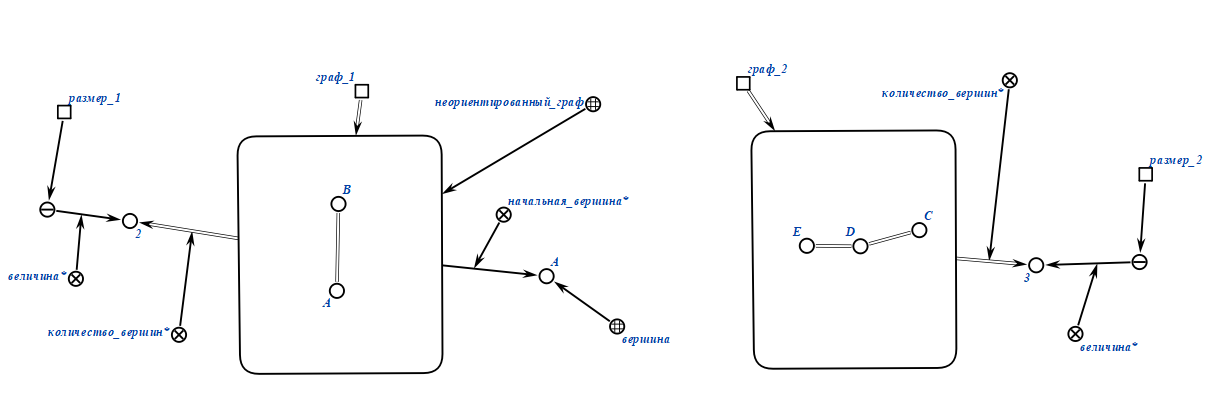 граф_1
размер_1
неориентированный_граф
B
начальная_вершина*
2
A
величина*
A
количество_вершин*
вершина
граф_2
количество_вершин*
размер_2
C
E
D
3
величина*